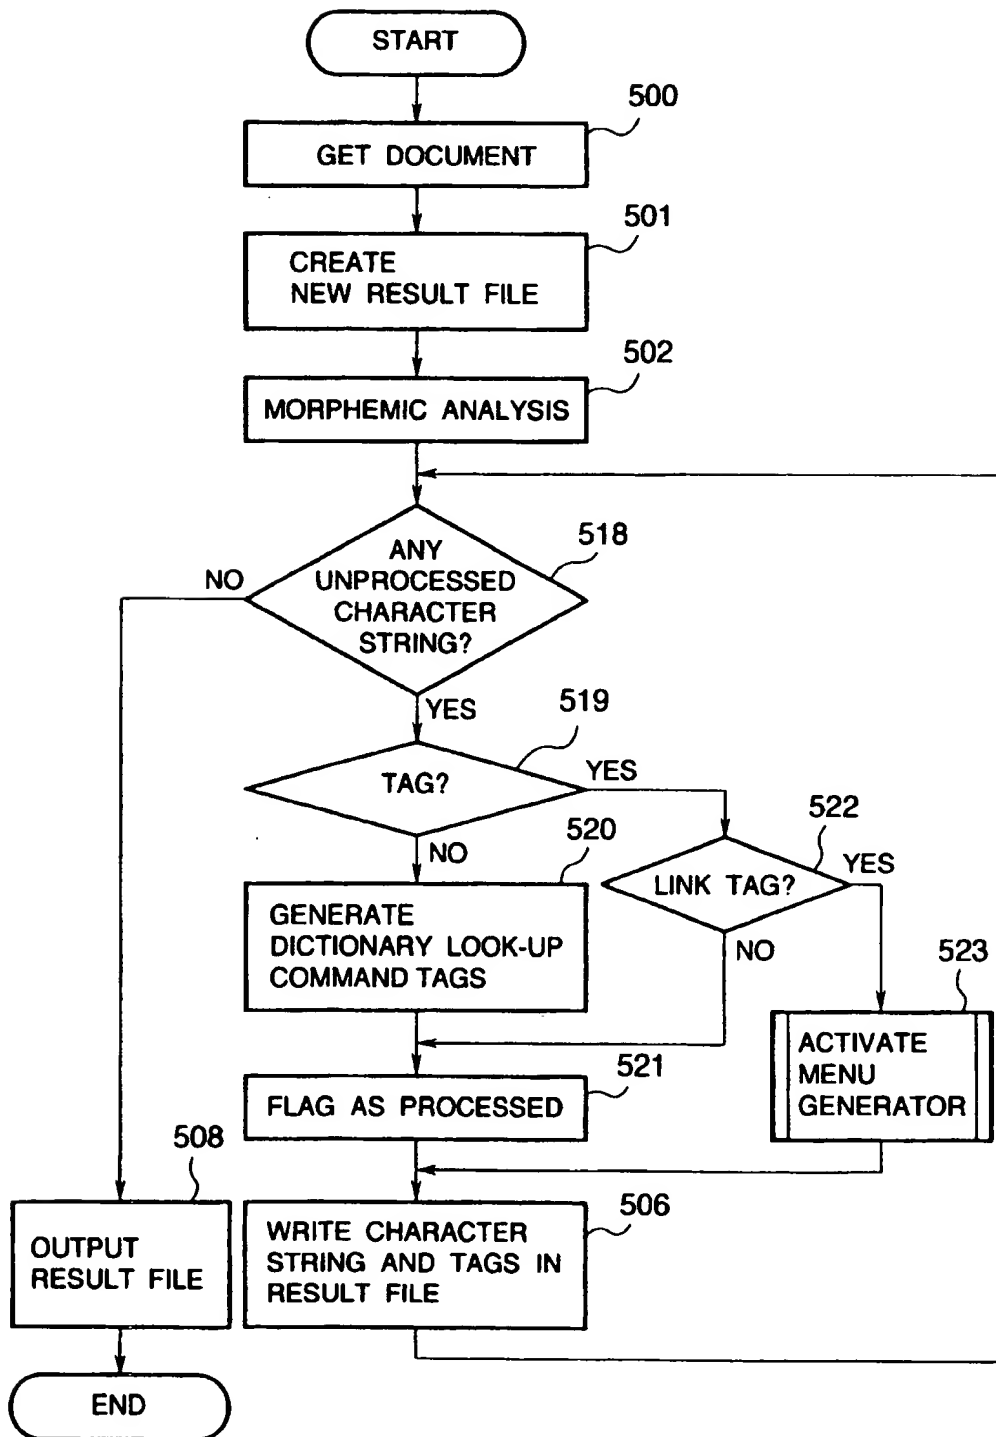 START
500
GET DOCUMENT
501
CREATE
NEW RESULT FILE
502
MORPHEMIC ANALYSIS
518
ANY
UNPROCESSED
CHARACTER
STRING?
NO
YES
519
TAG?
YES
NO
522
LINK TAG?
YES
NO
520
GENERATE
DICTIONARY LOOK-UP
COMMAND TAGS
523
ACTIVATE
MENU
GENERATOR
521
FLAG AS PROCESSED
508
OUTPUT
RESULT FILE
506
WRITE CHARACTER
STRING AND TAGS IN
RESULT FILE
END